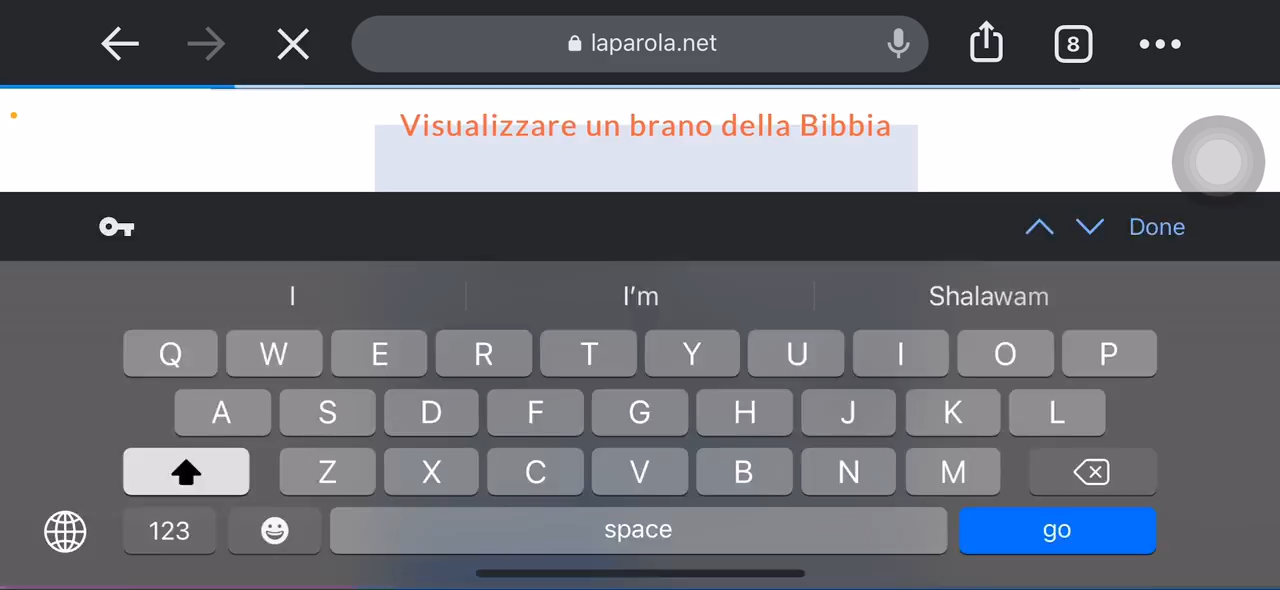 laparola.net
8
Visualizzare un brano della Bibbia
Done
I I'm Shalawam
Q W E R T Y U I O P
A S D F G H J K L
Z X C V B N M
123 space go